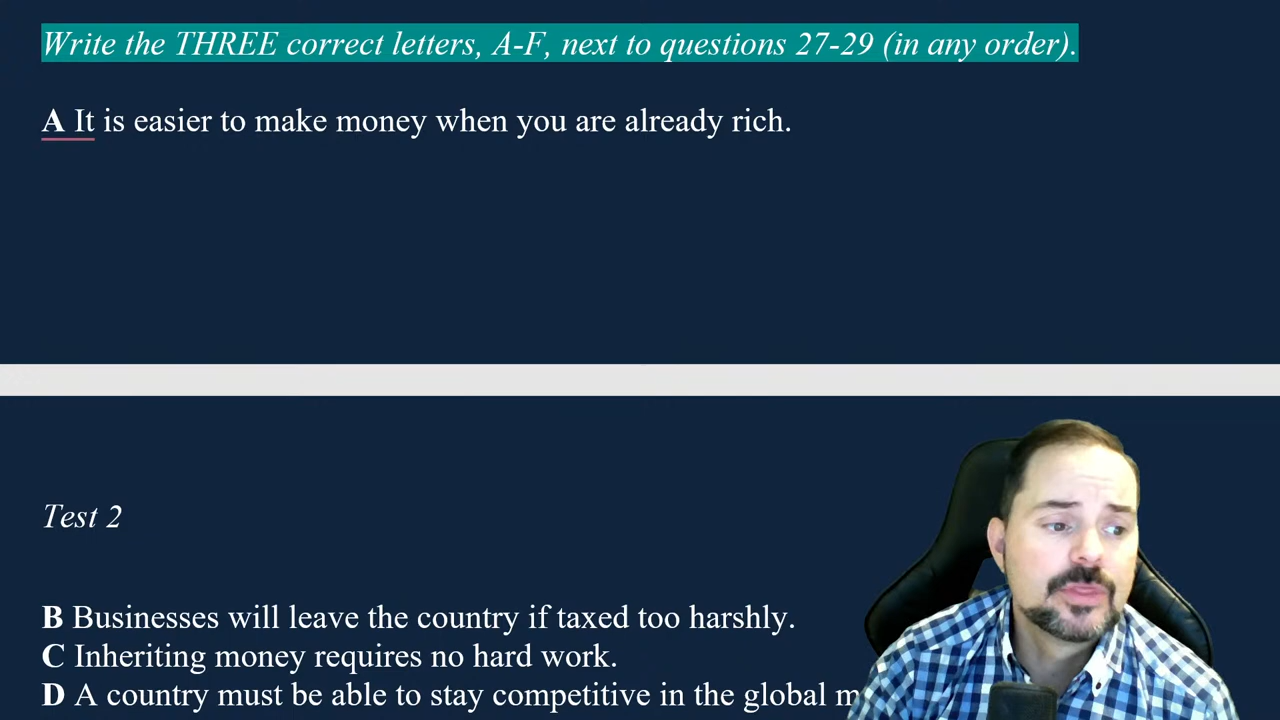 Write the THREE correct letters, A-F, next to questions 27-29 (in any order).
A It is easier to make money when you are already rich.
Test 2
B Businesses will leave the country if taxed too harshly.
C Inheriting money requires no hard work.
D A country must be able to stay competitive in the global